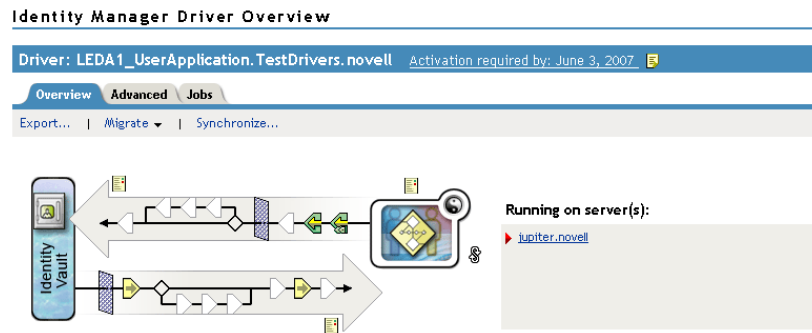 Identity Manager Driver Overview
Driver: LEDA1_UserApplication.TestDrivers.novell Activation required by: June 3, 2007
Overview Advanced Jobs
Export... | Migrate | Synchronize...
Identity Vault
Running on server(s):
jupiter.novell